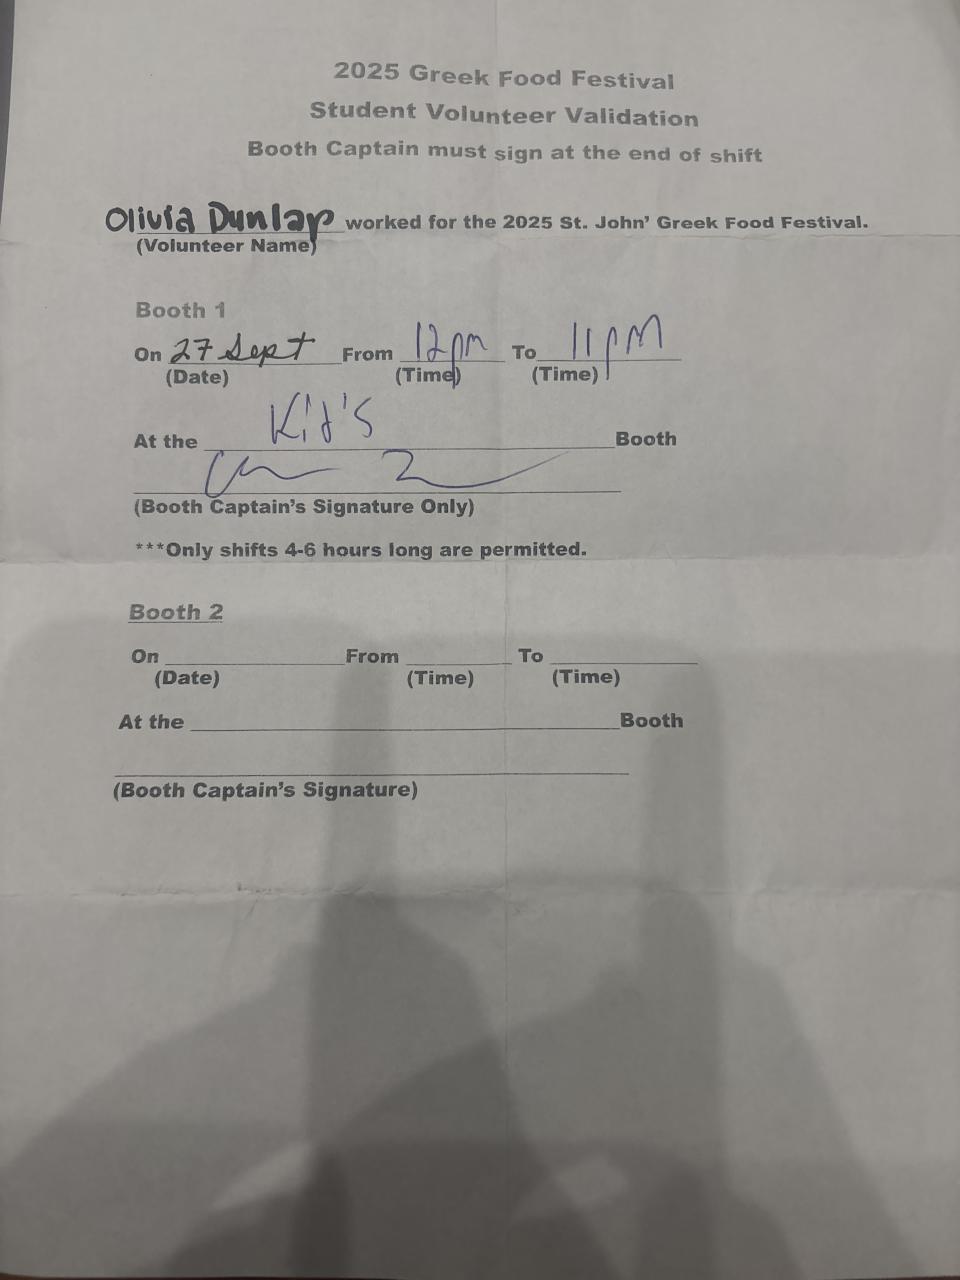 2025 Greek Food Festival
Student Volunteer Validation
Booth Captain must sign at the end of shift
Olivia Dunlap worked for the 2025 St. John' Greek Food Festival.
(Volunteer Name)
Booth 1
On 27 Sept From 12pm To 11pM
(Date) (Time) (Time)
At the Kid's Booth
(Booth Captain's Signature Only)
***Only shifts 4-6 hours long are permitted.
Booth 2
On From To
(Date) (Time) (Time)
At the Booth
(Booth Captain's Signature)